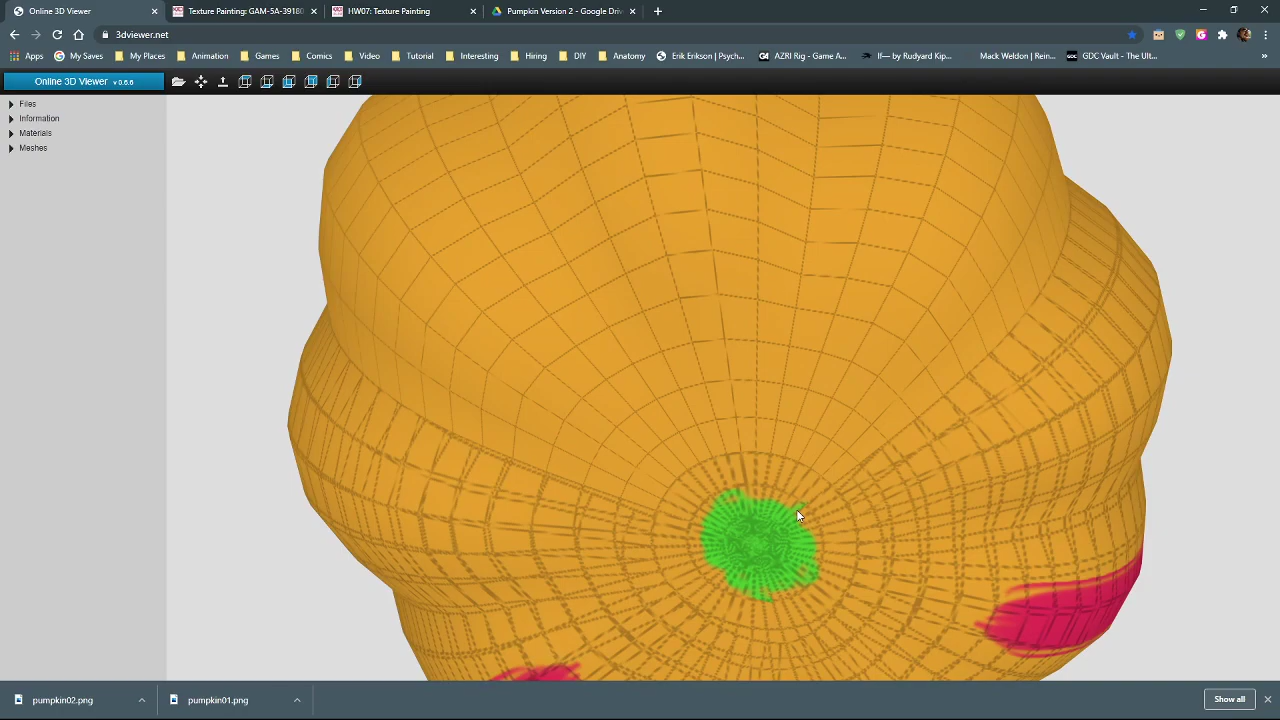 Online 3D Viewer
Texture Painting: GAM-5A-39180
HW07: Texture Painting
Pumpkin Version 2 - Google Driv
3dviewer.net
Apps
My Saves
My Places
Animation
Games
Comics
Video
Tutorial
Interesting
Hiring
DIY
Anatomy
Erik Erikson | Psych...
AZRI Rig - Game A...
If— by Rudyard Kip...
Mack Weldon | Rein...
GDC Vault - The Ult...
»
Online 3D Viewer v 0.6.6
Files
Information
Materials
Meshes
pumpkin02.png
pumpkin01.png
Show all